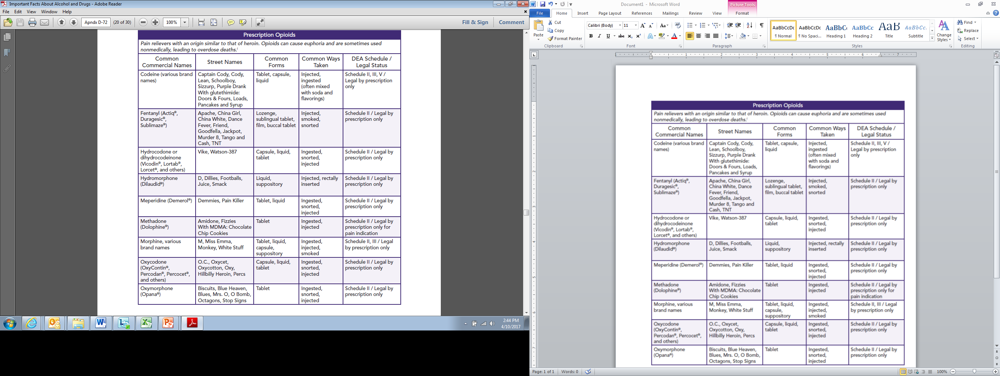 Important Facts About Alcohol and Drugs - Adobe Reader
File Edit View Window Help
Apndx D-72 (20 of 30) 100% Fill & Sign Comment
Prescription Opioids
Pain relievers with an origin similar to that of heroin. Opioids can cause euphoria and are sometimes used
nonmedically, leading to overdose deaths.i
Common
Commercial Names
Street Names
Common
Forms
Common Ways
Taken
DEA Schedule /
Legal Status
Codeine (various brand
names)
Captain Cody, Cody,
Lean, Schoolboy,
Sizzurp, Purple Drank
With glutethimide:
Doors & Fours, Loads,
Pancakes and Syrup
Tablet, capsule,
liquid
Injected,
ingested
(often mixed
with soda and
flavorings)
Schedule II, III, V /
Legal by prescription
only
Fentanyl (Actiq®,
Duragesic®,
Sublimaze®)
Apache, China Girl,
China White, Dance
Fever, Friend,
Goodfella, Jackpot,
Murder 8, Tango and
Cash, TNT
Lozenge,
sublingual tablet,
film, buccal tablet
Injected,
smoked,
snorted
Schedule II / Legal by
prescription only
Hydrocodone or
dihydrocodeinone
(Vicodin®, Lortab®,
Lorcet®, and others)
Vike, Watson-387
Capsule, liquid,
tablet
Ingested,
snorted,
injected
Schedule II / Legal by
prescription only
Hydromorphone
(Dilaudid®)
D, Dillies, Footballs,
Juice, Smack
Liquid,
suppository
Injected, rectally
inserted
Schedule II / Legal by
prescription only
Meperidine (Demerol®)
Demmies, Pain Killer
Tablet, liquid
Ingested,
snorted,
injected
Schedule II / Legal by
prescription only
Methadone
(Dolophine®)
Amidone, Fizzies
With MDMA: Chocolate
Chip Cookies
Tablet
Ingested,
injected
Schedule II / Legal by
prescription only for
pain indication
Morphine, various
brand names
M, Miss Emma,
Monkey, White Stuff
Tablet, liquid,
capsule,
suppository
Ingested,
injected,
smoked
Schedule II, III / Legal
by prescription only
Oxycodone
(OxyContin®,
Percodan®, Percocet®,
and others)
O.C., Oxycet,
Oxycotton, Oxy,
Hillbilly Heroin, Percs
Capsule, liquid,
tablet
Ingested,
snorted,
injected
Schedule II / Legal by
prescription only
Oxymorphone
(Opana®)
Biscuits, Blue Heaven,
Blues, Mrs. O, O Bomb,
Octagons, Stop Signs
Tablet
Ingested,
snorted,
injected
Schedule II / Legal by
prescription only
2:44 PM
4/10/2017
Document1 - Microsoft Word
Picture Tools
File Home Insert Page Layout References Mailings Review View Format
Paste
Cut
Copy
Format Painter
Clipboard
Calibri (Body) 11
Font
Paragraph
AaBbCcDc AaBbCcDc AaBbC AaBbCc AaB AaBbCc.
¶ Normal ¶ No Spaci... Heading 1 Heading 2 Title Subtitle
Change
Styles
Styles
Find
Replace
Select
Editing
1 1 2 3 4 5 6 7
1
2
3
4
5
6
7
Prescription Opioids
Pain relievers with an origin similar to that of heroin. Opioids can cause euphoria and are sometimes used
nonmedically, leading to overdose deaths.i
Common
Commercial Names
Street Names
Common
Forms
Common Ways
Taken
DEA Schedule /
Legal Status
Codeine (various brand
names)
Captain Cody, Cody,
Lean, Schoolboy,
Sizzurp, Purple Drank
With glutethimide:
Doors & Fours, Loads,
Pancakes and Syrup
Tablet, capsule,
liquid
Injected,
ingested
(often mixed
with soda and
flavorings)
Schedule II, III, V /
Legal by prescription
only
Fentanyl (Actiq®,
Duragesic®,
Sublimaze®)
Apache, China Girl,
China White, Dance
Fever, Friend,
Goodfella, Jackpot,
Murder 8, Tango and
Cash, TNT
Lozenge,
sublingual tablet,
film, buccal tablet
Injected,
smoked,
snorted
Schedule II / Legal by
prescription only
Hydrocodone or
dihydrocodeinone
(Vicodin®, Lortab®,
Lorcet®, and others)
Vike, Watson-387
Capsule, liquid,
tablet
Ingested,
snorted,
injected
Schedule II / Legal by
prescription only
Hydromorphone
(Dilaudid®)
D, Dillies, Footballs,
Juice, Smack
Liquid,
suppository
Injected, rectally
inserted
Schedule II / Legal by
prescription only
Meperidine (Demerol®)
Demmies, Pain Killer
Tablet, liquid
Ingested,
snorted,
injected
Schedule II / Legal by
prescription only
Methadone
(Dolophine®)
Amidone, Fizzies
With MDMA: Chocolate
Chip Cookies
Tablet
Ingested,
injected
Schedule II / Legal by
prescription only for
pain indication
Morphine, various
brand names
M, Miss Emma,
Monkey, White Stuff
Tablet, liquid,
capsule,
suppository
Ingested,
injected,
smoked
Schedule II, III / Legal
by prescription only
Oxycodone
(OxyContin®,
Percodan®, Percocet®,
and others)
O.C., Oxycet,
Oxycotton, Oxy,
Hillbilly Heroin, Percs
Capsule, liquid,
tablet
Ingested,
snorted,
injected
Schedule II / Legal by
prescription only
Oxymorphone
(Opana®)
Biscuits, Blue Heaven,
Blues, Mrs. O, O Bomb,
Octagons, Stop Signs
Tablet
Ingested,
snorted,
injected
Schedule II / Legal by
prescription only
Page: 1 of 1 Words: 0 100%